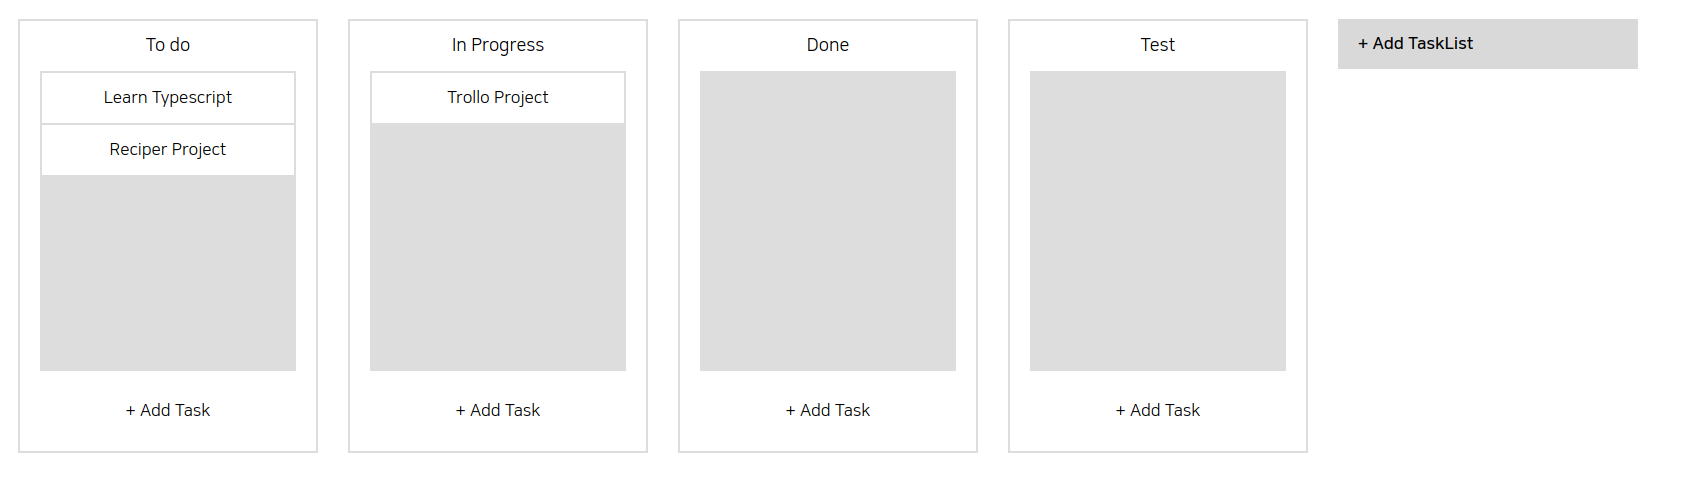 To do
Learn Typescript
Reciper Project
+ Add Task
In Progress
Trollo Project
+ Add Task
Done
+ Add Task
Test
+ Add Task
+ Add TaskList